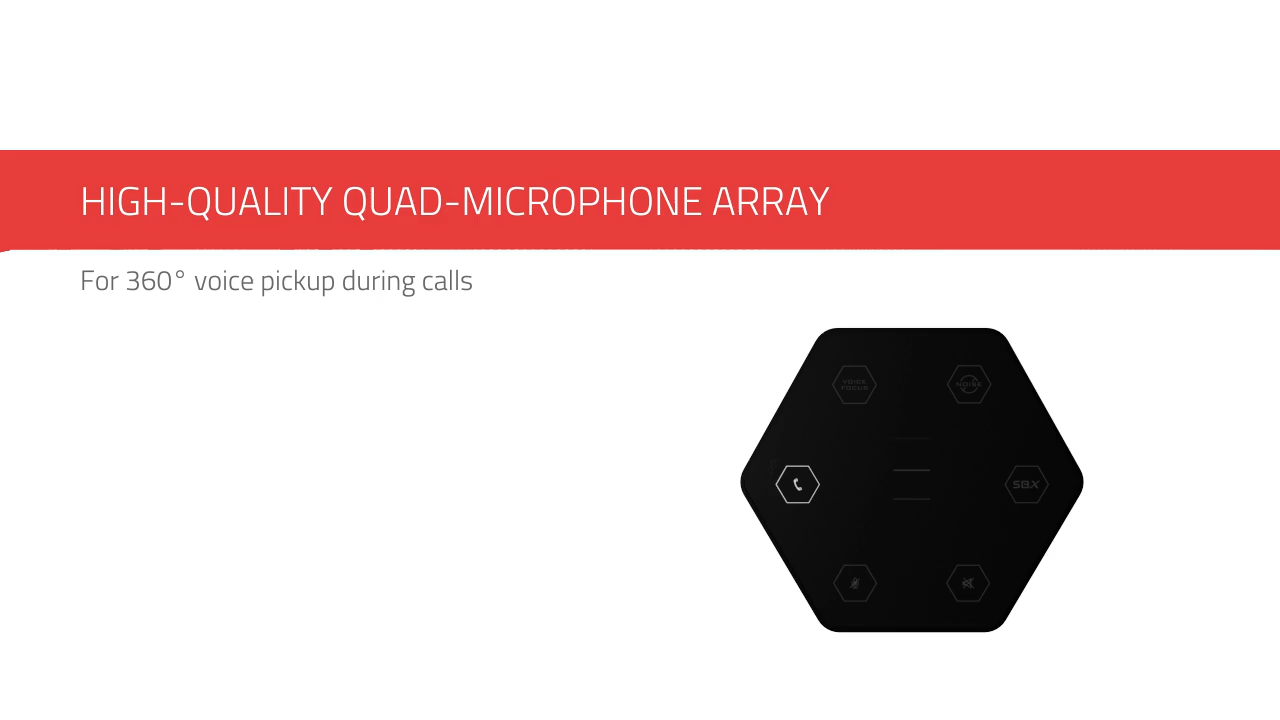 HIGH-QUALITY QUAD-MICROPHONE ARRAY
For 360° voice pickup during calls
VOICE
FOCUS
NOISE
SBX